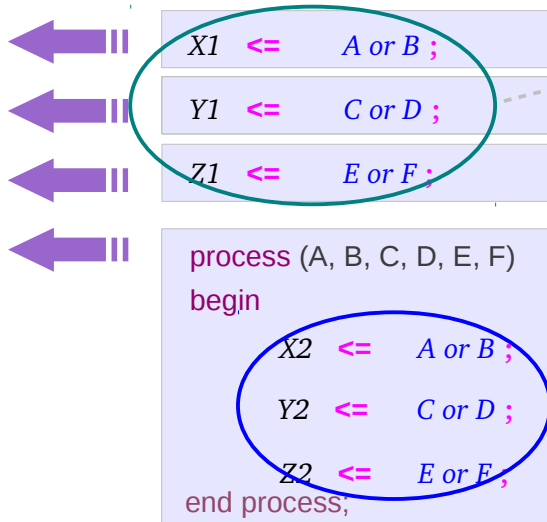 X1 <= A or B ;
Y1 <= C or D ;
Z1 <= E or F ;
process (A, B, C, D, E, F)
begin
X2 <= A or B ;
Y2 <= C or D ;
Z2 <= E or F ;
end process;